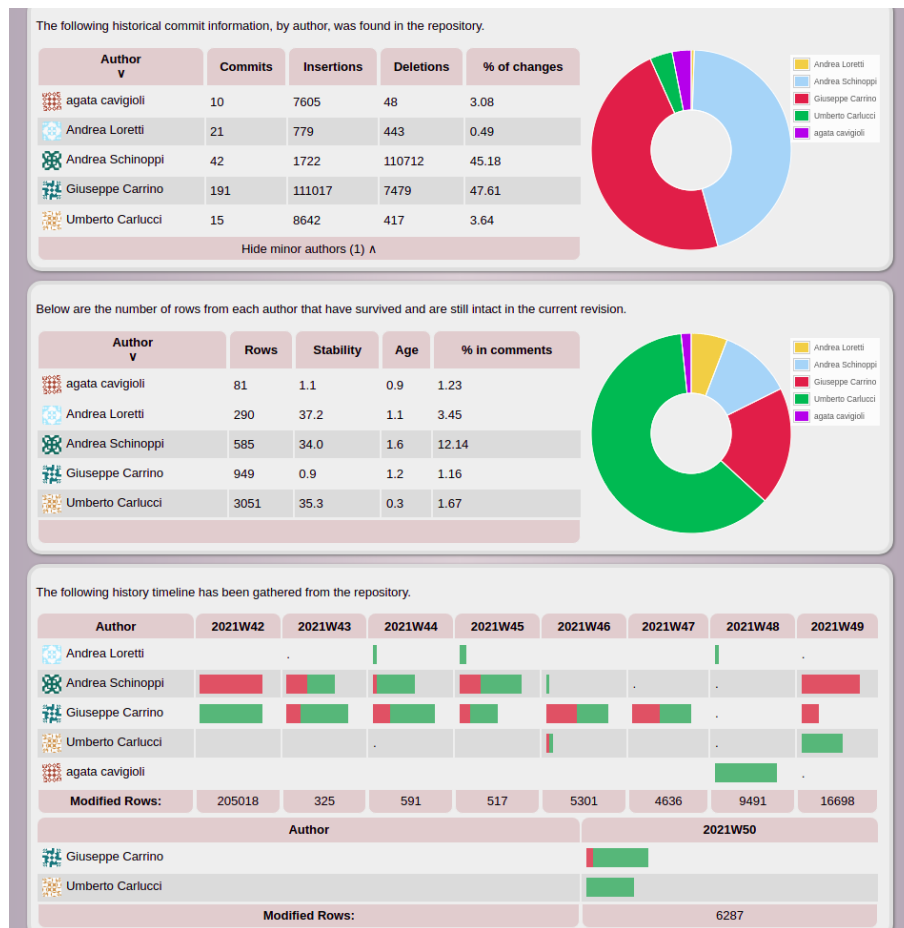 The following historical commit information, by author, was found in the repository.
Author ∨ Commits Insertions Deletions % of changes
agata cavigioli 10 7605 48 3.08
Andrea Loretti 21 779 443 0.49
Andrea Schinoppi 42 1722 110712 45.18
Giuseppe Carrino 191 111017 7479 47.61
Umberto Carlucci 15 8642 417 3.64
Hide minor authors (1) ∧
Andrea Loretti
Andrea Schinoppi
Giuseppe Carrino
Umberto Carlucci
agata cavigioli
Below are the number of rows from each author that have survived and are still intact in the current revision.
Author ∨ Rows Stability Age % in comments
agata cavigioli 81 1.1 0.9 1.23
Andrea Loretti 290 37.2 1.1 3.45
Andrea Schinoppi 585 34.0 1.6 12.14
Giuseppe Carrino 949 0.9 1.2 1.16
Umberto Carlucci 3051 35.3 0.3 1.67
Andrea Loretti
Andrea Schinoppi
Giuseppe Carrino
Umberto Carlucci
agata cavigioli
The following history timeline has been gathered from the repository.
Author 2021W42 2021W43 2021W44 2021W45 2021W46 2021W47 2021W48 2021W49
Andrea Loretti . .
Andrea Schinoppi . .
Giuseppe Carrino .
Umberto Carlucci . .
agata cavigioli .
Modified Rows: 205018 325 591 517 5301 4636 9491 16698
Author 2021W50
Giuseppe Carrino
Umberto Carlucci
Modified Rows: 6287